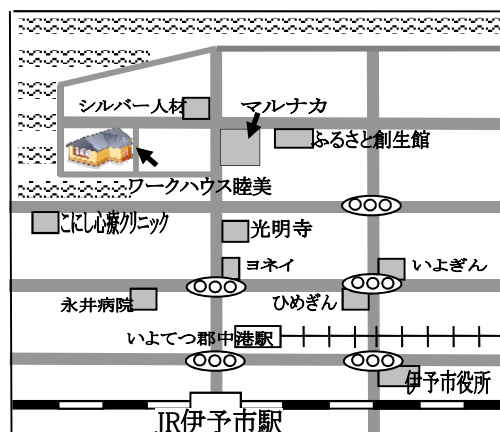 シルバー人材
マルナカ
ふるさと創生館
ワークハウス睦美
こにし心療クリニック
光明寺
ヨネイ
いよぎん
永井病院
ひめぎん
いよてつ郡中港駅
伊予市役所
JR伊予市駅